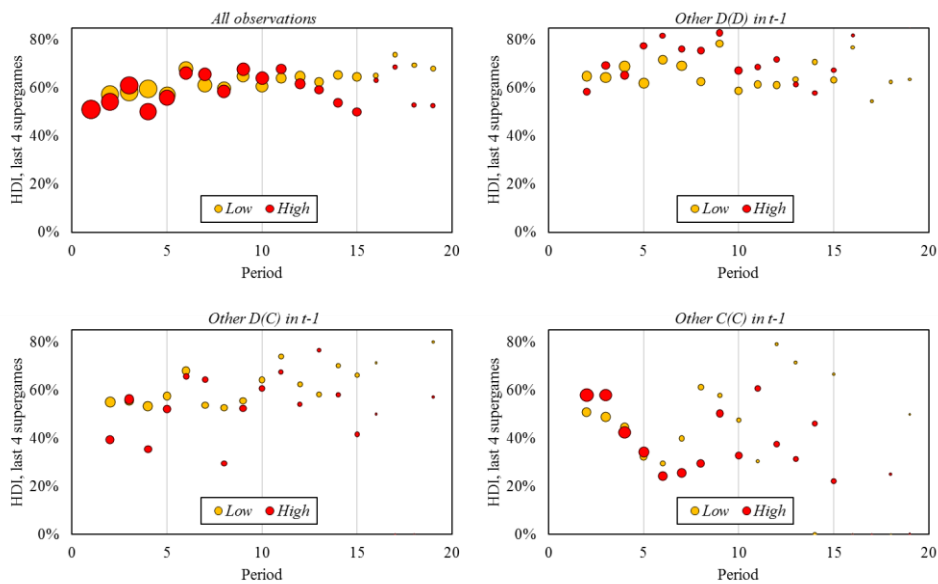 All observations
80%
60%
40%
20%
0%
HDI, last 4 supergames
Low High
0 5 10 15 20
Period
Other D(D) in t-1
80%
60%
40%
20%
0%
HDI, last 4 supergames
Low High
0 5 10 15 20
Period
Other D(C) in t-1
80%
60%
40%
20%
0%
HDI, last 4 supergames
Low High
0 5 10 15 20
Period
Other C(C) in t-1
80%
60%
40%
20%
0%
HDI, last 4 supergames
Low High
0 5 10 15 20
Period